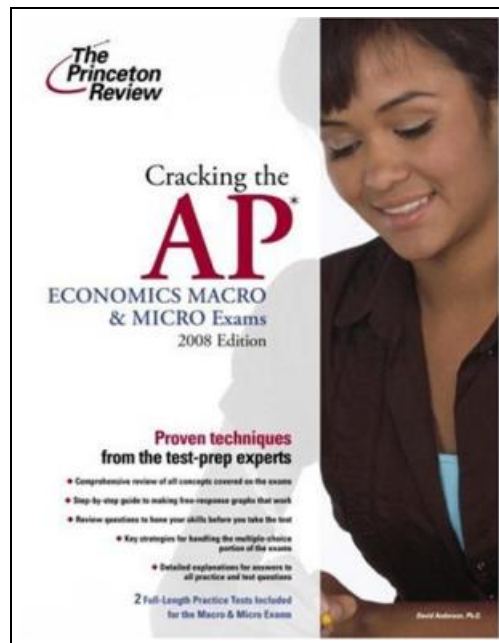 The
Princeton
Review
Cracking the
AP*
ECONOMICS MACRO
& MICRO Exams
2008 Edition
Proven techniques
from the test-prep experts
◆ Comprehensive review of all concepts covered on the exams
◆ Step-by-step guide to making free-response graphs that work
◆ Review questions to hone your skills before you take the test
◆ Key strategies for handling the multiple-choice
portion of the exams
◆ Detailed explanations for answers to
all practice and test questions
2 Full-Length Practice Tests Included
for the Macro & Micro Exams
David Anderson, Ph.D.